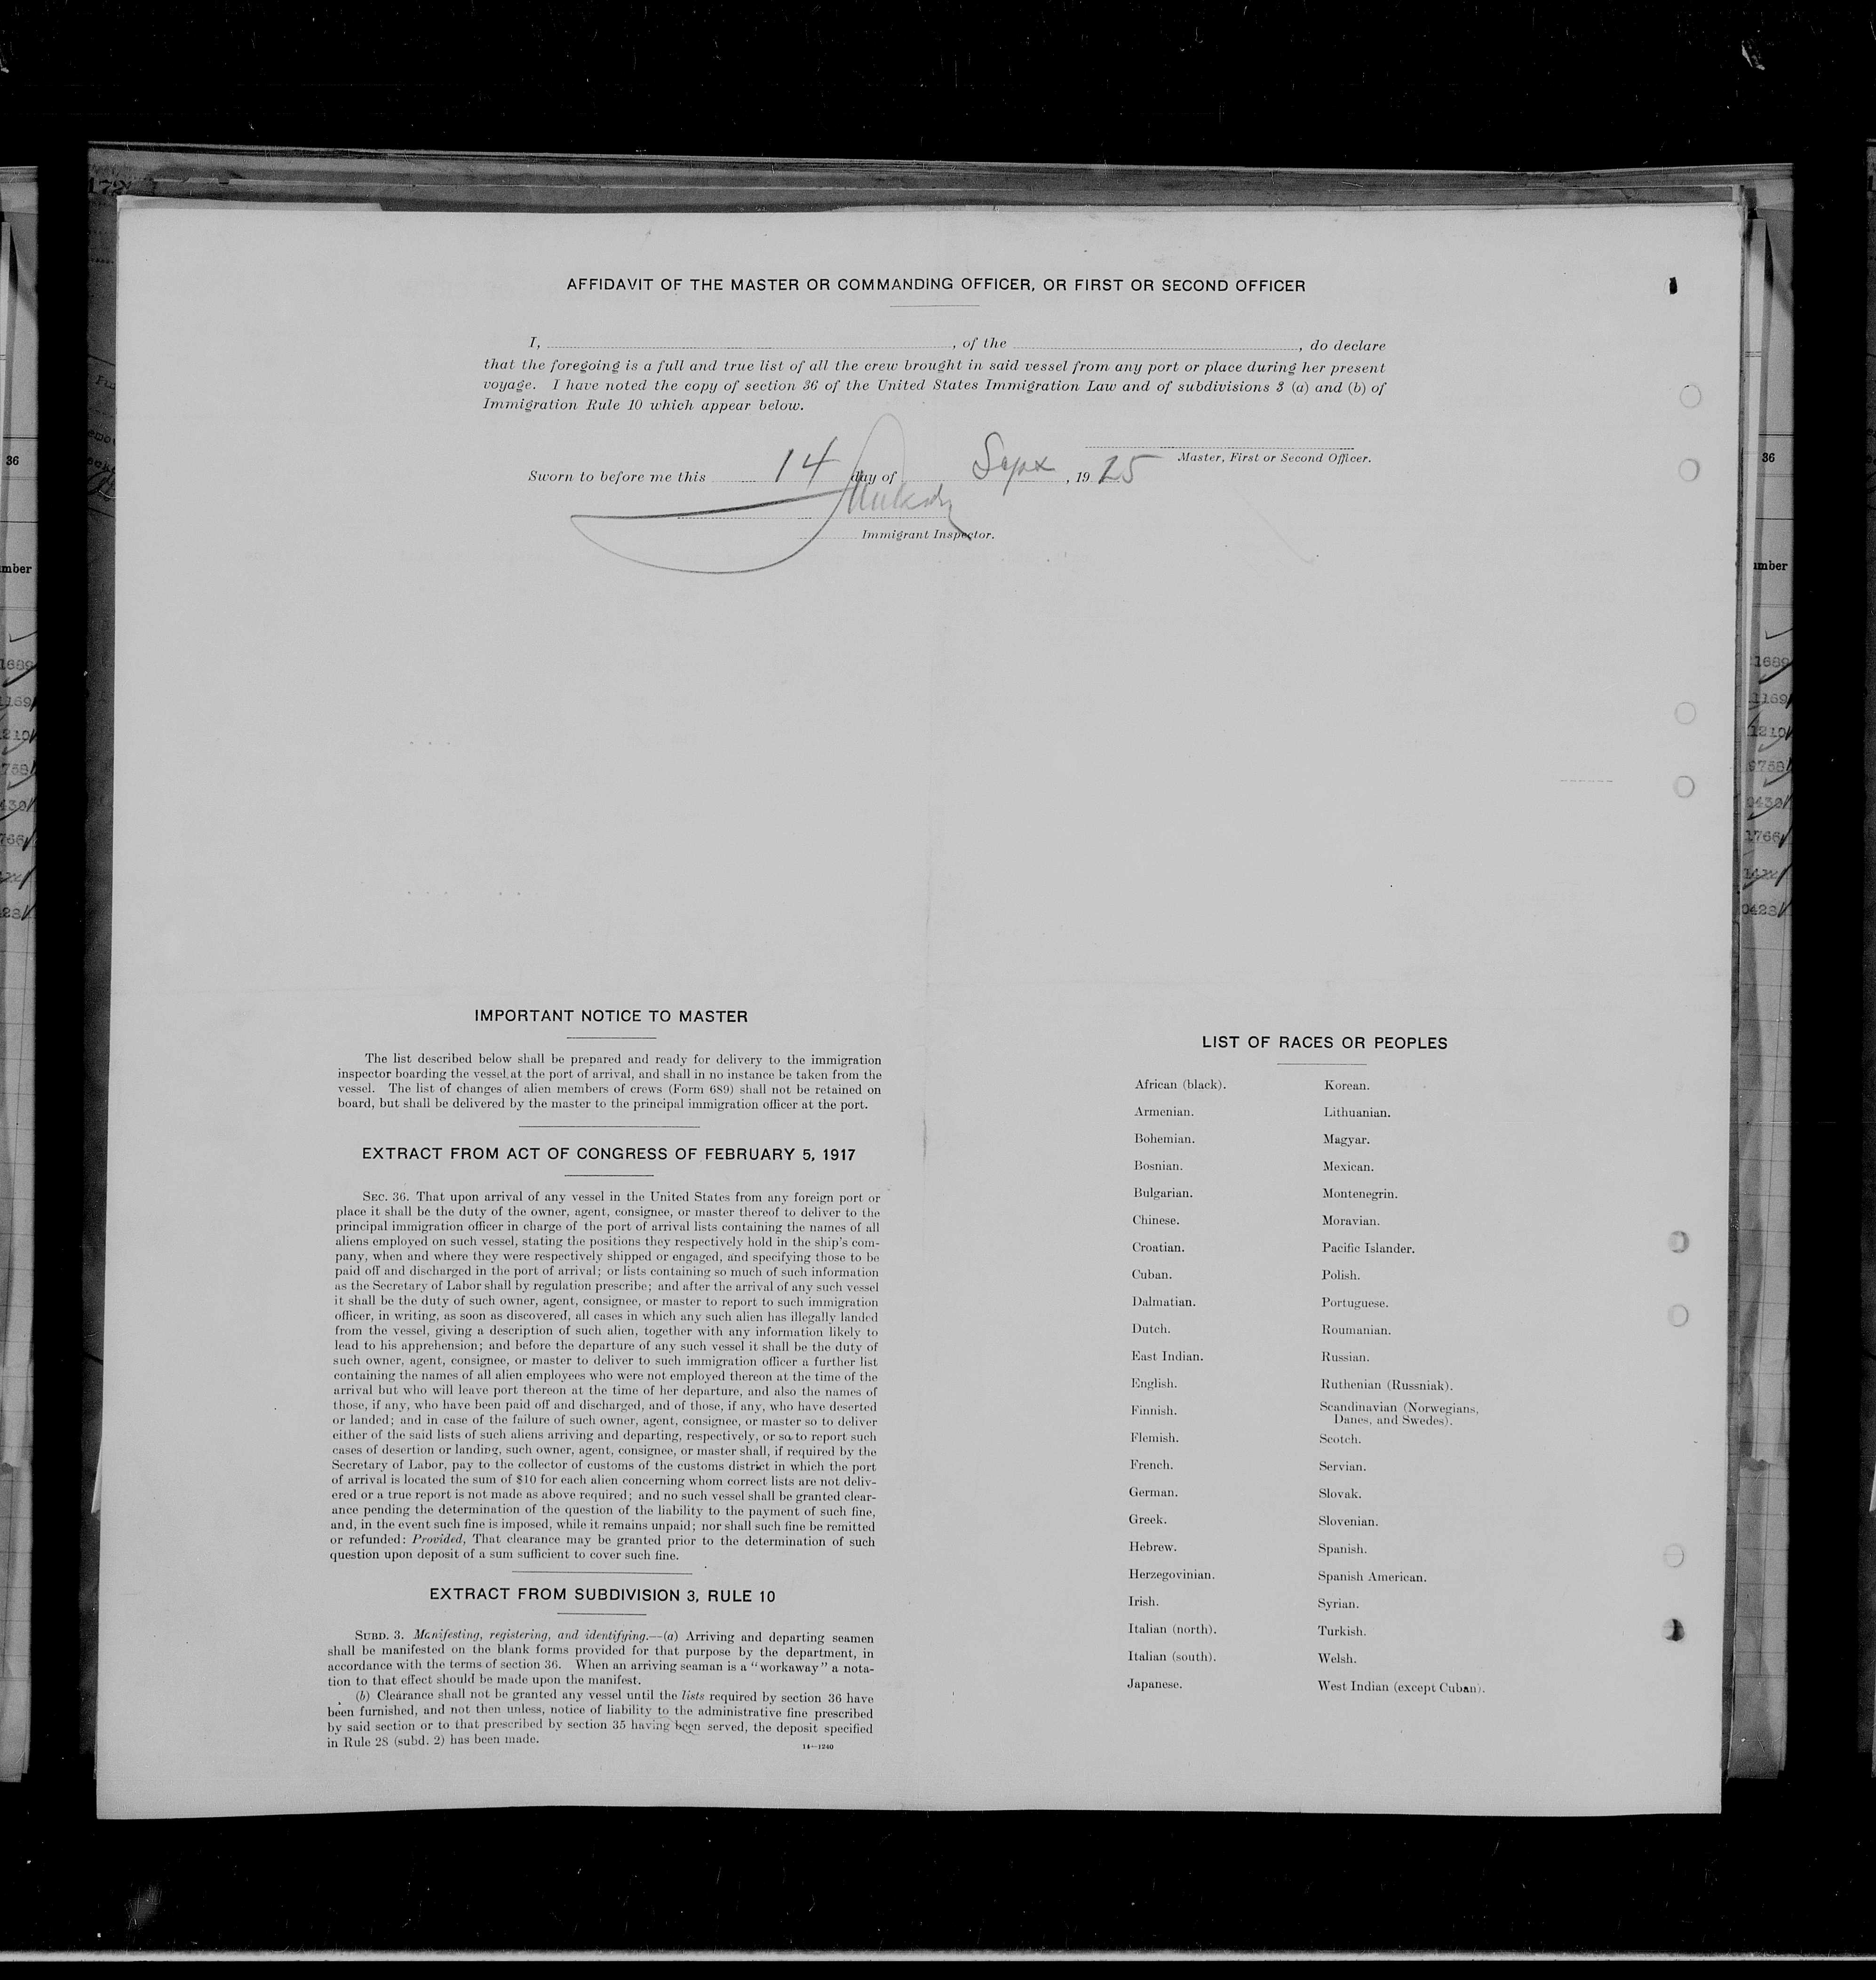 AFFIDAVIT OF THE MASTER OR COMMANDING OFFICER, OR FIRST OR SECOND OFFICER
I, , of the , do declare
that the foregoing is a full and true list of all the crew brought in said vessel from any port or place during her present
voyage. I have noted the copy of section 36 of the United States Immigration Law and of subdivisions 3 (a) and (b) of
Immigration Rule 10 which appear below.
Master, First or Second Officer.
Sworn to before me this 14 day of Sept, 1925
Immigrant Inspector.
IMPORTANT NOTICE TO MASTER
The list described below shall be prepared and ready for delivery to the immigration
inspector boarding the vessel at the port of arrival, and shall in no instance be taken from the
vessel. The list of changes of alien members of crews (Form 689) shall not be retained on
board, but shall be delivered by the master to the principal immigration officer at the port.
EXTRACT FROM ACT OF CONGRESS OF FEBRUARY 5, 1917
SEC. 36. That upon arrival of any vessel in the United States from any foreign port or
place it shall be the duty of the owner, agent, consignee, or master thereof to deliver to the
principal immigration officer in charge of the port of arrival lists containing the names of all
aliens employed on such vessel, stating the positions they respectively hold in the ship's com-
pany, when and where they were respectively shipped or engaged, and specifying those to be
paid off and discharged in the port of arrival; or lists containing so much of such information
as the Secretary of Labor shall by regulation prescribe; and after the arrival of any such vessel
it shall be the duty of such owner, agent, consignee, or master to report to such immigration
officer, in writing, as soon as discovered, all cases in which any such alien has illegally landed
from the vessel, giving a description of such alien, together with any information likely to
lead to his apprehension; and before the departure of any such vessel it shall be the duty of
such owner, agent, consignee, or master to deliver to such immigration officer a further list
containing the names of all alien employees who were not employed thereon at the time of the
arrival but who will leave port thereon at the time of her departure, and also the names of
those, if any, who have been paid off and discharged, and of those, if any, who have deserted
or landed; and in case of the failure of such owner, agent, consignee, or master so to deliver
either of the said lists of such aliens arriving and departing, respectively, or so to report such
cases of desertion or landing, such owner, agent, consignee, or master shall, if required by the
Secretary of Labor, pay to the collector of customs of the customs district in which the port
of arrival is located the sum of $10 for each alien concerning whom correct lists are not deliv-
ered or a true report is not made as above required; and no such vessel shall be granted clear-
ance pending the determination of the question of the liability to the payment of such fine,
and, in the event such fine is imposed, while it remains unpaid; nor shall such fine be remitted
or refunded: Provided, That clearance may be granted prior to the determination of such
question upon deposit of a sum sufficient to cover such fine.
EXTRACT FROM SUBDIVISION 3, RULE 10
SUBD. 3. Manifesting, registering, and identifying.—(a) Arriving and departing seamen
shall be manifested on the blank forms provided for that purpose by the department, in
accordance with the terms of section 36. When an arriving seaman is a "workaway" a nota-
tion to that effect should be made upon the manifest.
(b) Clearance shall not be granted any vessel until the lists required by section 36 have
been furnished, and not then unless, notice of liability to the administrative fine prescribed
by said section or to that prescribed by section 35 having been served, the deposit specified
in Rule 28 (subd. 2) has been made.
14—1240
LIST OF RACES OR PEOPLES
African (black).
Armenian.
Bohemian.
Bosnian.
Bulgarian.
Chinese.
Croatian.
Cuban.
Dalmatian.
Dutch.
East Indian.
English.
Finnish.
Flemish.
French.
German.
Greek.
Hebrew.
Herzegovinian.
Irish.
Italian (north).
Italian (south).
Japanese.
Korean.
Lithuanian.
Magyar.
Mexican.
Montenegrin.
Moravian.
Pacific Islander.
Polish.
Portuguese.
Roumanian.
Russian.
Ruthenian (Russniak).
Scandinavian (Norwegians,
Danes, and Swedes).
Scotch.
Servian.
Slovak.
Slovenian.
Spanish.
Spanish American.
Syrian.
Turkish.
Welsh.
West Indian (except Cuban).